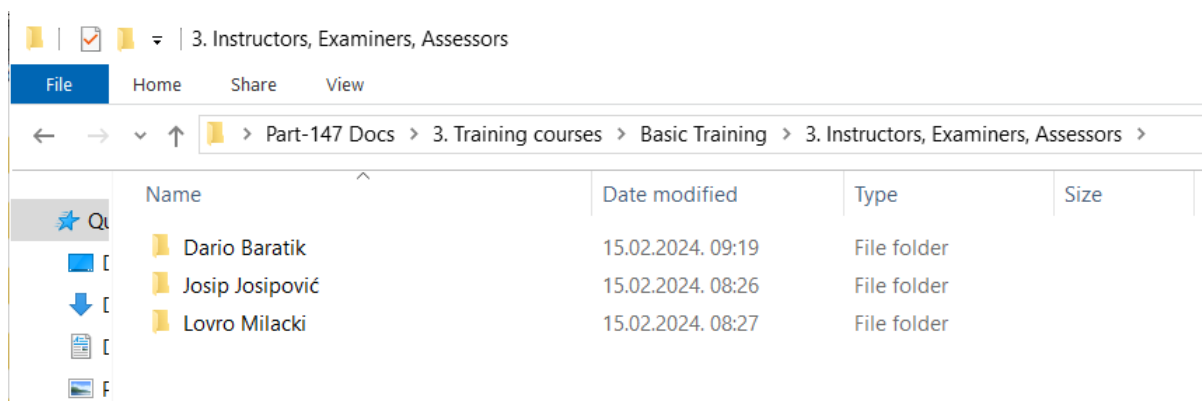 3. Instructors, Examiners, Assessors
File Home Share View
Part-147 Docs > 3. Training courses > Basic Training > 3. Instructors, Examiners, Assessors >
Name Date modified Type Size
Dario Baratik 15.02.2024. 09:19 File folder
Josip Josipović 15.02.2024. 08:26 File folder
Lovro Milacki 15.02.2024. 08:27 File folder